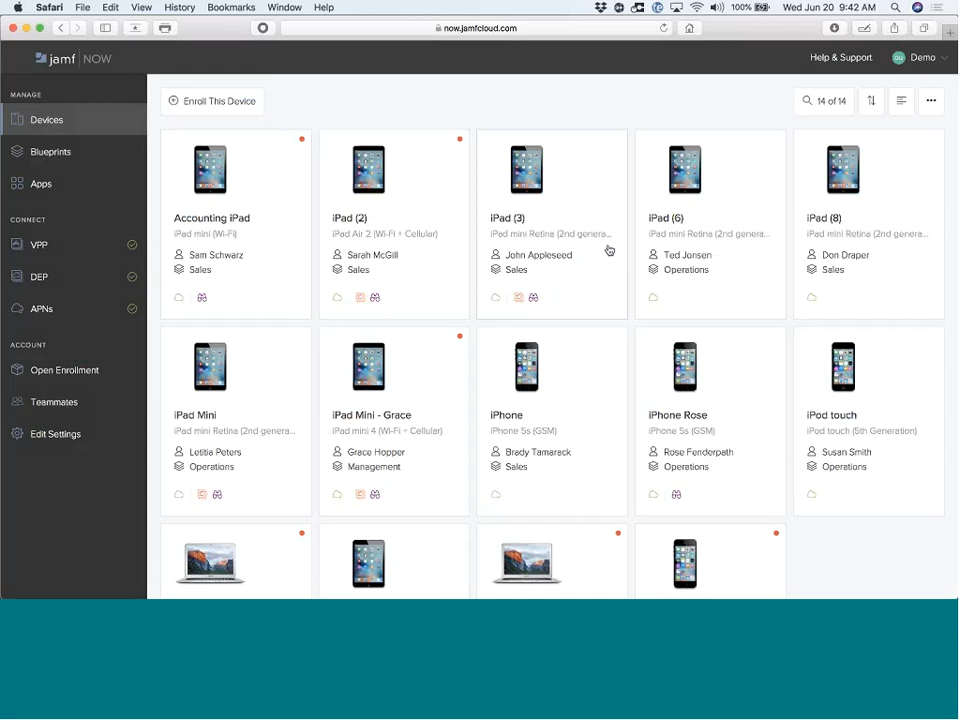 Safari File Edit View History Bookmarks Window Help 100% Wed Jun 20 9:42 AM
now.jamfcloud.com
jamf NOW Help & Support DU Demo
MANAGE
Devices
Blueprints
Apps
CONNECT
VPP
DEP
APNs
ACCOUNT
Open Enrollment
Teammates
Edit Settings
Enroll This Device 14 of 14
Accounting iPad
iPad mini (Wi-Fi)
Sam Schwarz
Sales
iPad (2)
iPad Air 2 (Wi-Fi + Cellular)
Sarah McGill
Sales
iPad (3)
iPad mini Retina (2nd genera...
John Appleseed
Sales
iPad (6)
iPad mini Retina (2nd genera...
Ted Jonsen
Operations
iPad (8)
iPad mini Retina (2nd genera...
Don Draper
Sales
iPad Mini
iPad mini Retina (2nd genera...
Letitia Peters
Operations
iPad Mini - Grace
iPad mini 4 (Wi-Fi + Cellular)
Grace Hopper
Management
iPhone
iPhone 5s (GSM)
Brady Tamarack
Sales
iPhone Rose
iPhone 5s (GSM)
Rose Fenderpath
Operations
iPod touch
iPod touch (5th Generation)
Susan Smith
Operations